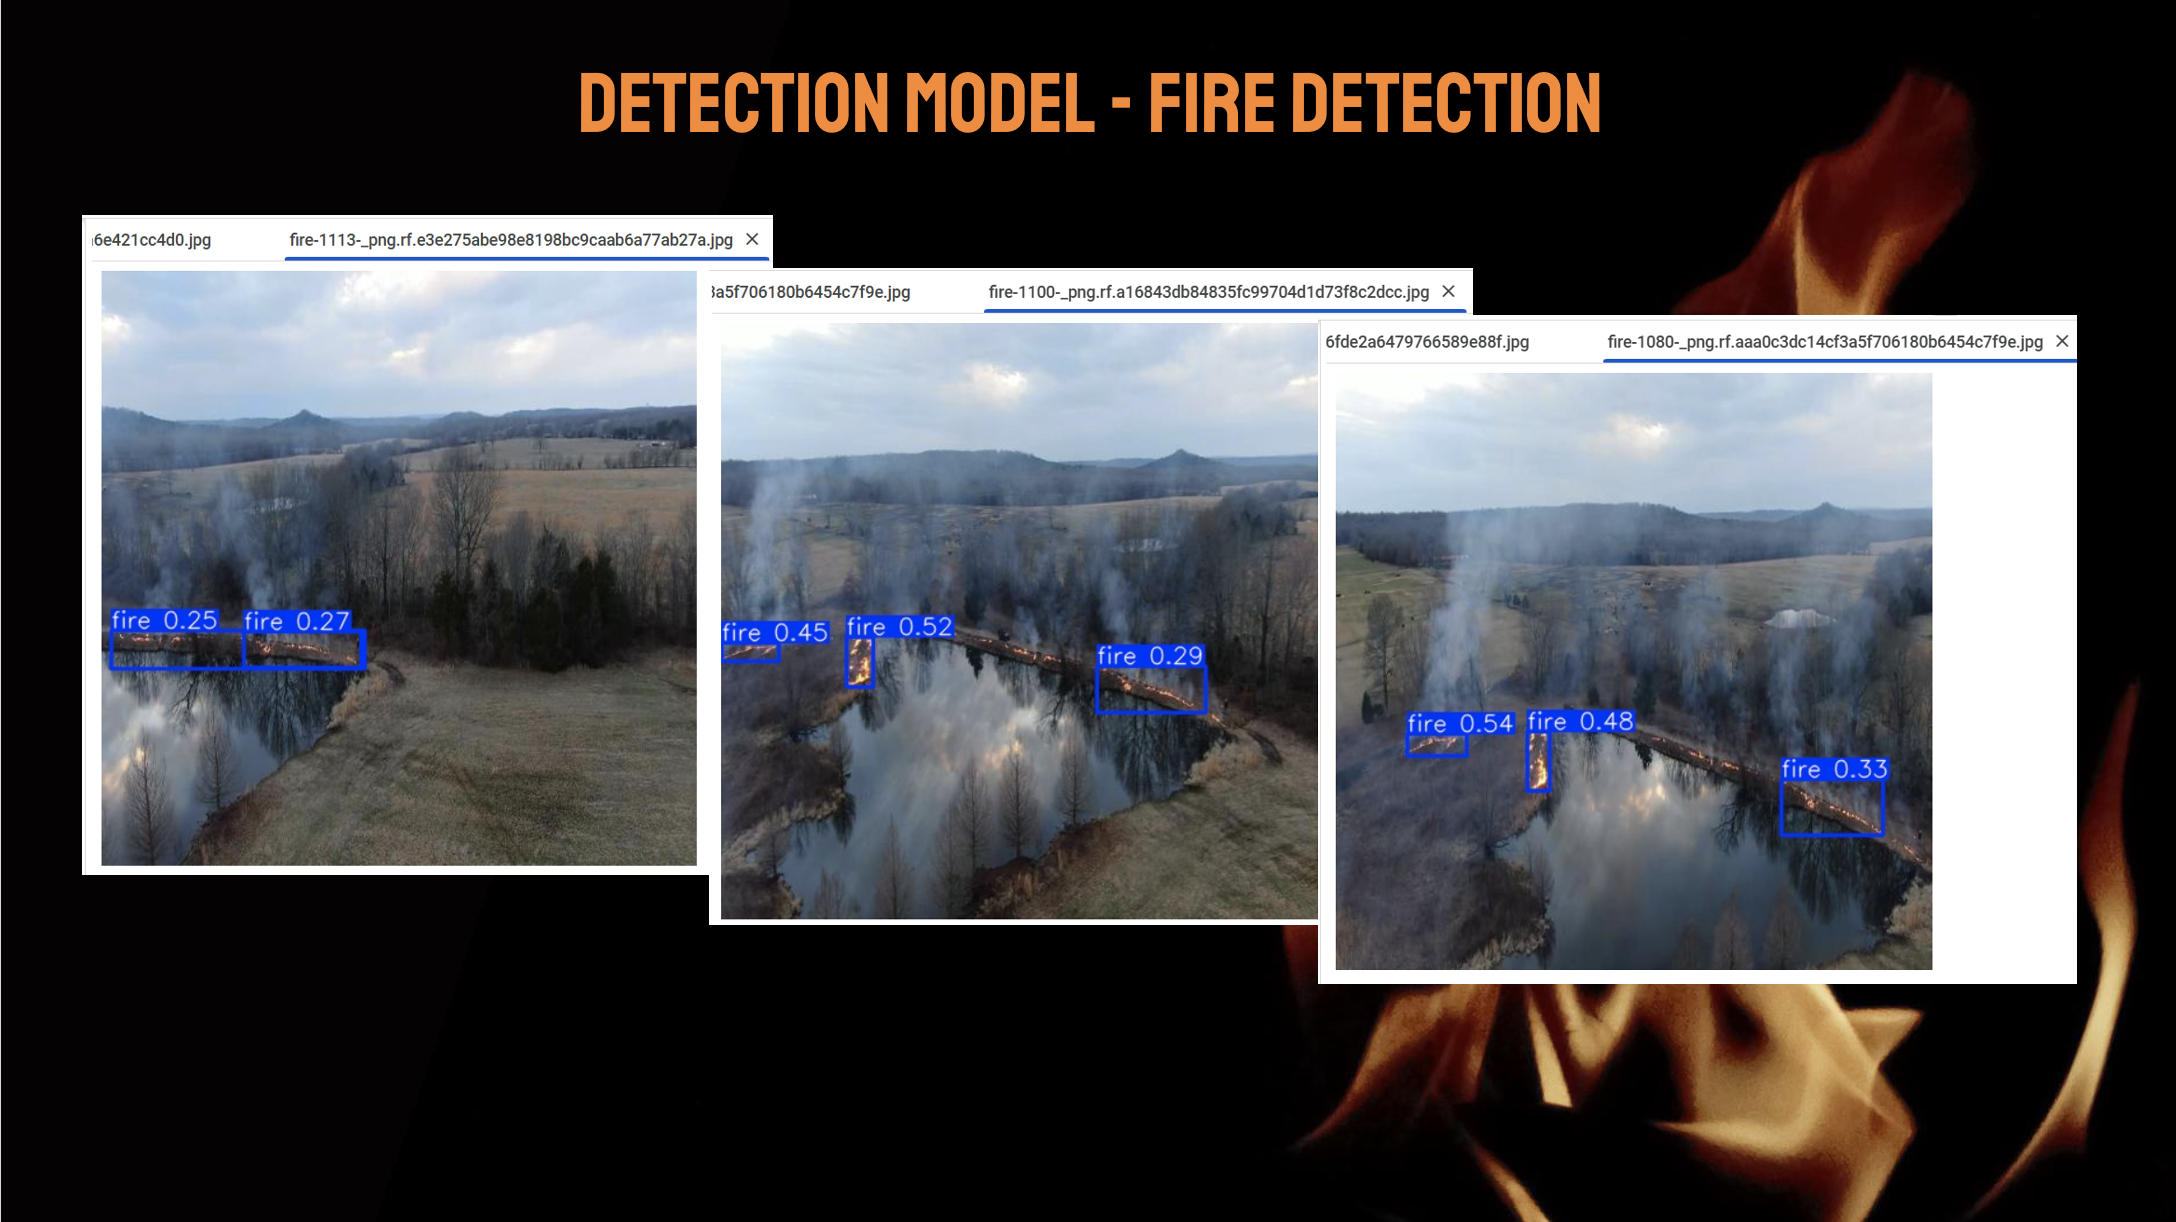 DETECTION MODEL - FIRE DETECTION
6e421cc4d0.jpg
fire-1113-_png.rf.e3e275abe98e8198bc9caab6a77ab27a.jpg
fire 0.25
fire 0.27
3a5f706180b6454c7f9e.jpg
fire-1100-_png.rf.a16843db84835fc99704d1d73f8c2dcc.jpg
fire 0.45
fire 0.52
fire 0.29
6fde2a6479766589e88f.jpg
fire-1080-_png.rf.aaa0c3dc14cf3a5f706180b6454c7f9e.jpg
fire 0.54
fire 0.48
fire 0.33